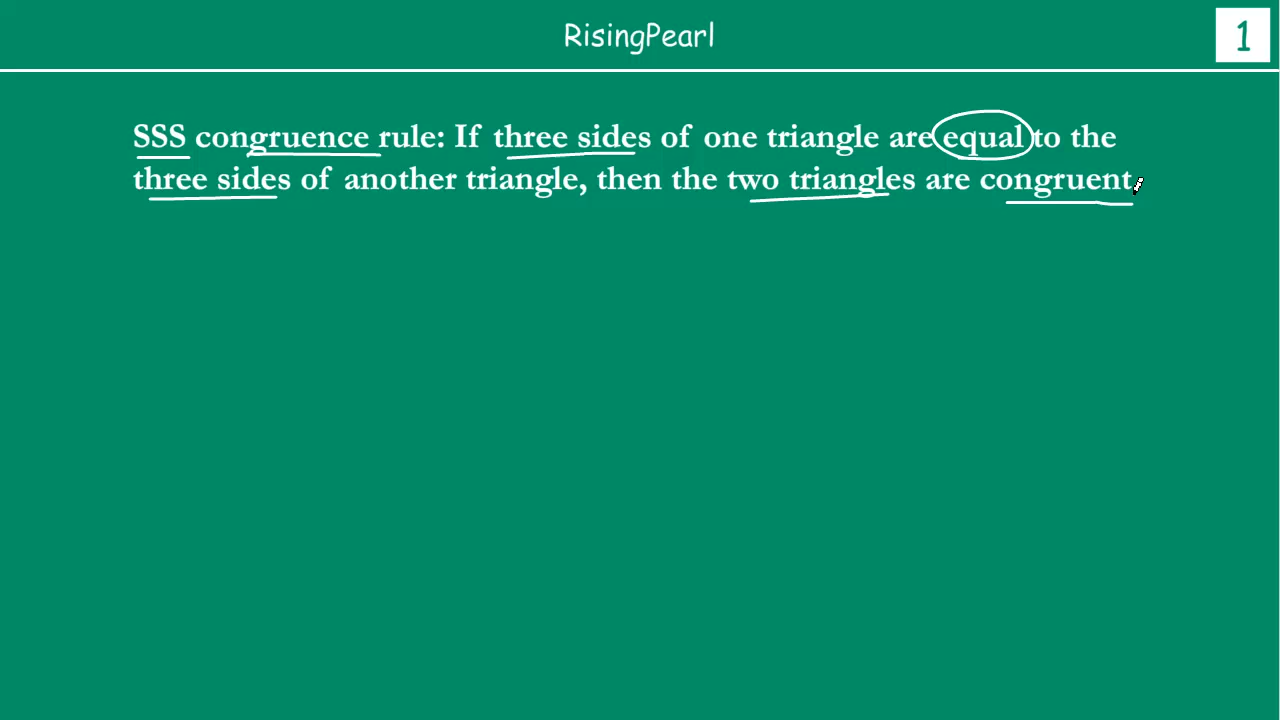 RisingPearl
1
SSS congruence rule: If three sides of one triangle are equal to the
three sides of another triangle, then the two triangles are congruent.